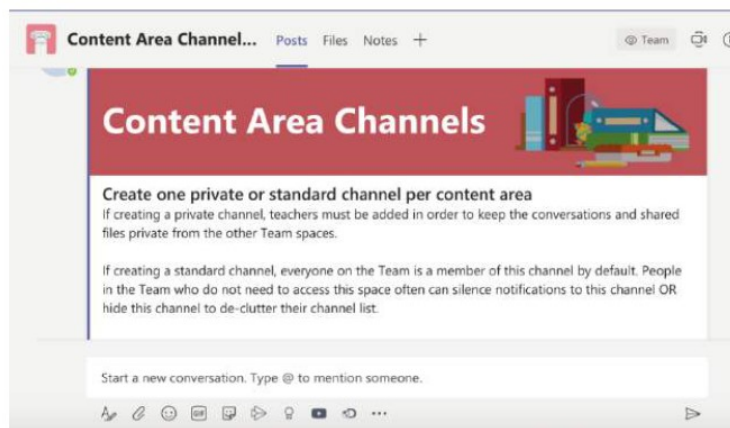 Content Area Channel... Posts Files Notes + Team
Content Area Channels
Create one private or standard channel per content area
If creating a private channel, teachers must be added in order to keep the conversations and shared
files private from the other Team spaces.
If creating a standard channel, everyone on the Team is a member of this channel by default. People
in the Team who do not need to access this space often can silence notifications to this channel OR
hide this channel to de-clutter their channel list.
Start a new conversation. Type @ to mention someone.
GIF